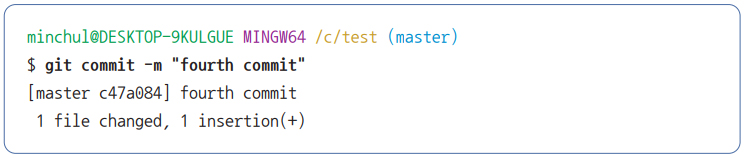 minchul@DESKTOP-9KULGUE MINGW64 /c/test (master)
$ git commit -m "fourth commit"
[master c47a084] fourth commit
 1 file changed, 1 insertion(+)